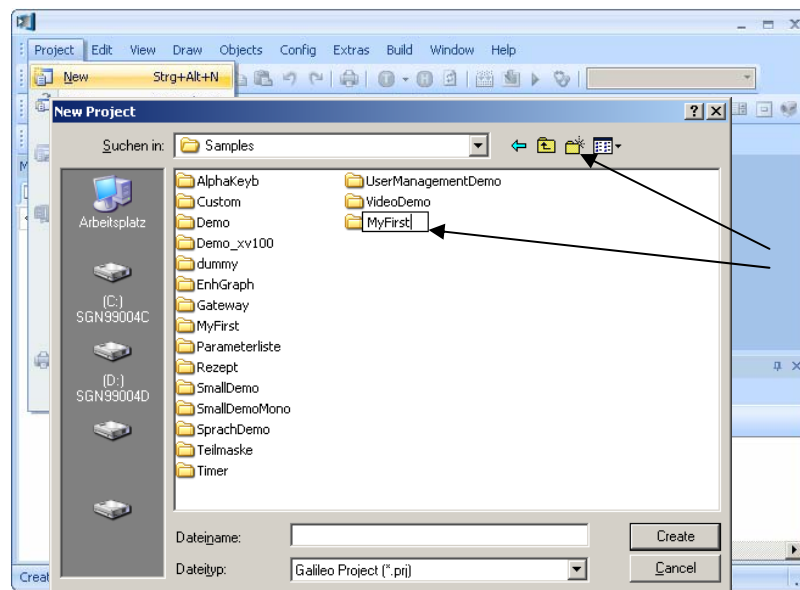 Project Edit View Draw Objects Config Extras Build Window Help
New Strg+Alt+N
New Project
Suchen in: Samples
Arbeitsplatz
(C:)
SGN99004C
(D:)
SGN99004D
AlphaKeyb
Custom
Demo
Demo_xv100
dummy
EnhGraph
Gateway
MyFirst
Parameterliste
Rezept
SmallDemo
SmallDemoMono
SprachDemo
Teilmaske
Timer
UserManagementDemo
VideoDemo
MyFirst
Dateiname: Create
Dateityp: Galileo Project (*.prj) Cancel
Creat